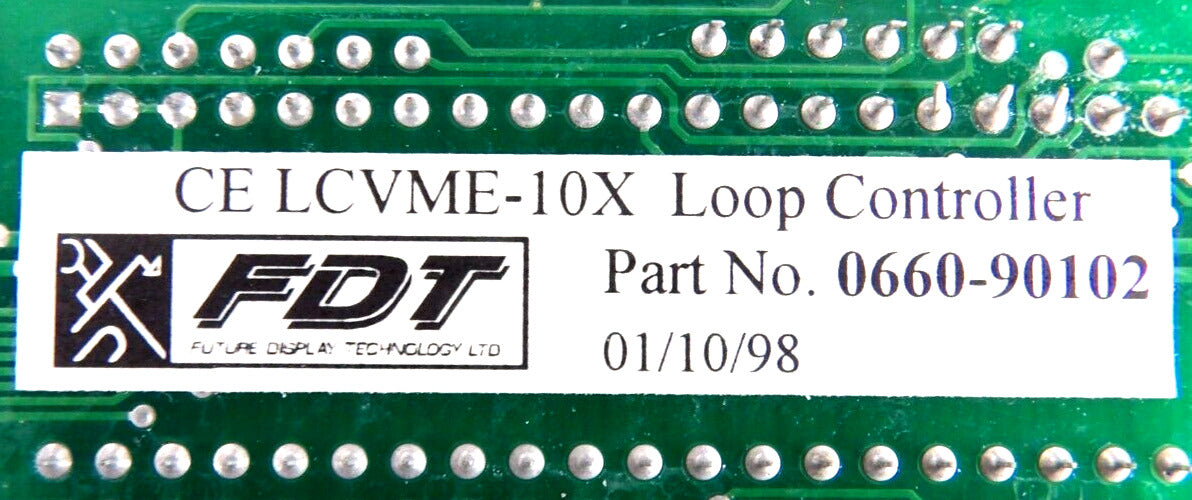 CE LCVME-10X Loop Controller
FDT
FUTURE DISPLAY TECHNOLOGY LTD
Part No. 0660-90102
01/10/98